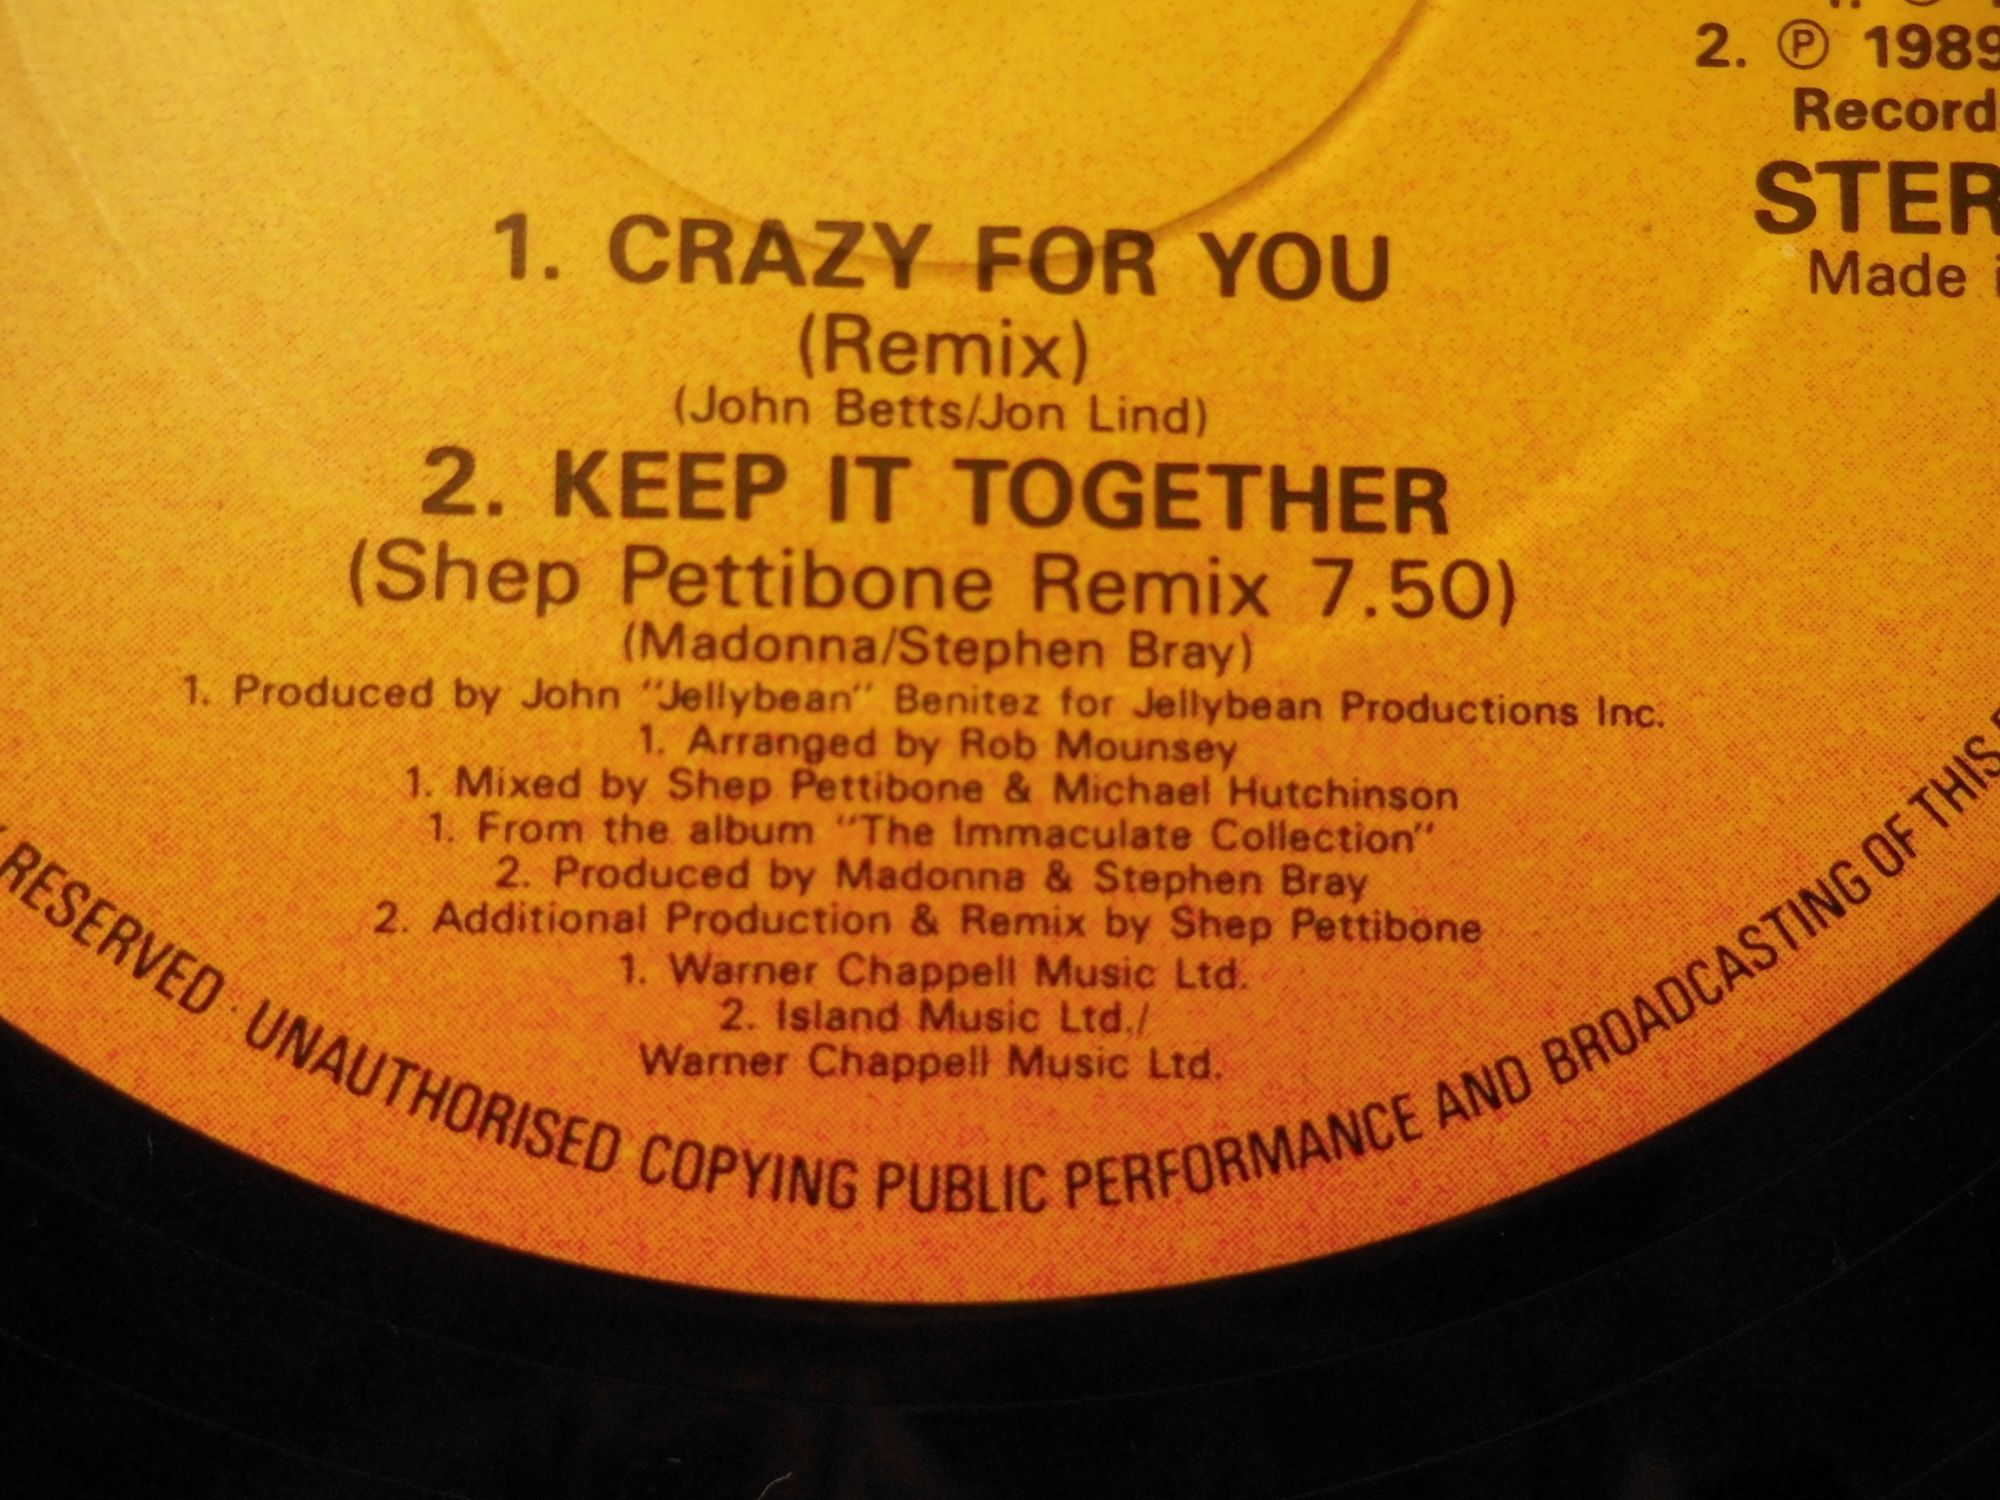 2. ℗ 1989
Record
STER
Made
1. CRAZY FOR YOU
(Remix)
(John Betts/Jon Lind)
2. KEEP IT TOGETHER
(Shep Pettibone Remix 7.50)
(Madonna/Stephen Bray)
1. Produced by John "Jellybean" Benitez for Jellybean Productions Inc.
1. Arranged by Rob Mounsey
1. Mixed by Shep Pettibone & Michael Hutchinson
1. From the album "The Immaculate Collection"
2. Produced by Madonna & Stephen Bray
2. Additional Production & Remix by Shep Pettibone
1. Warner Chappell Music Ltd.
2. Island Music Ltd./
Warner Chappell Music Ltd.
RESERVED · UNAUTHORISED COPYING PUBLIC PERFORMANCE AND BROADCASTING OF THIS